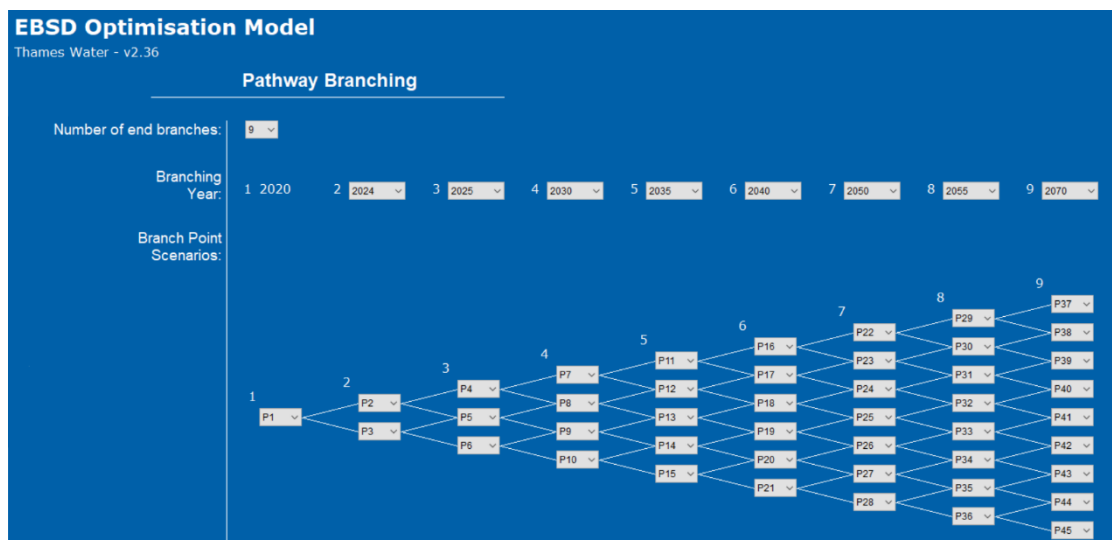 EBSD Optimisation Model
Thames Water - v2.36
Pathway Branching
Number of end branches: 9
Branching
Year:
1 2020 2 2024 3 2025 4 2030 5 2035 6 2040 7 2050 8 2055 9 2070
Branch Point
Scenarios:
1
P1
2
P2
P3
3
P4
P5
P6
4
P7
P8
P9
P10
5
P11
P12
P13
P14
P15
6
P16
P17
P18
P19
P20
P21
7
P22
P23
P24
P25
P26
P27
P28
8
P29
P30
P31
P32
P33
P34
P35
P36
9
P37
P38
P39
P40
P41
P42
P43
P44
P45